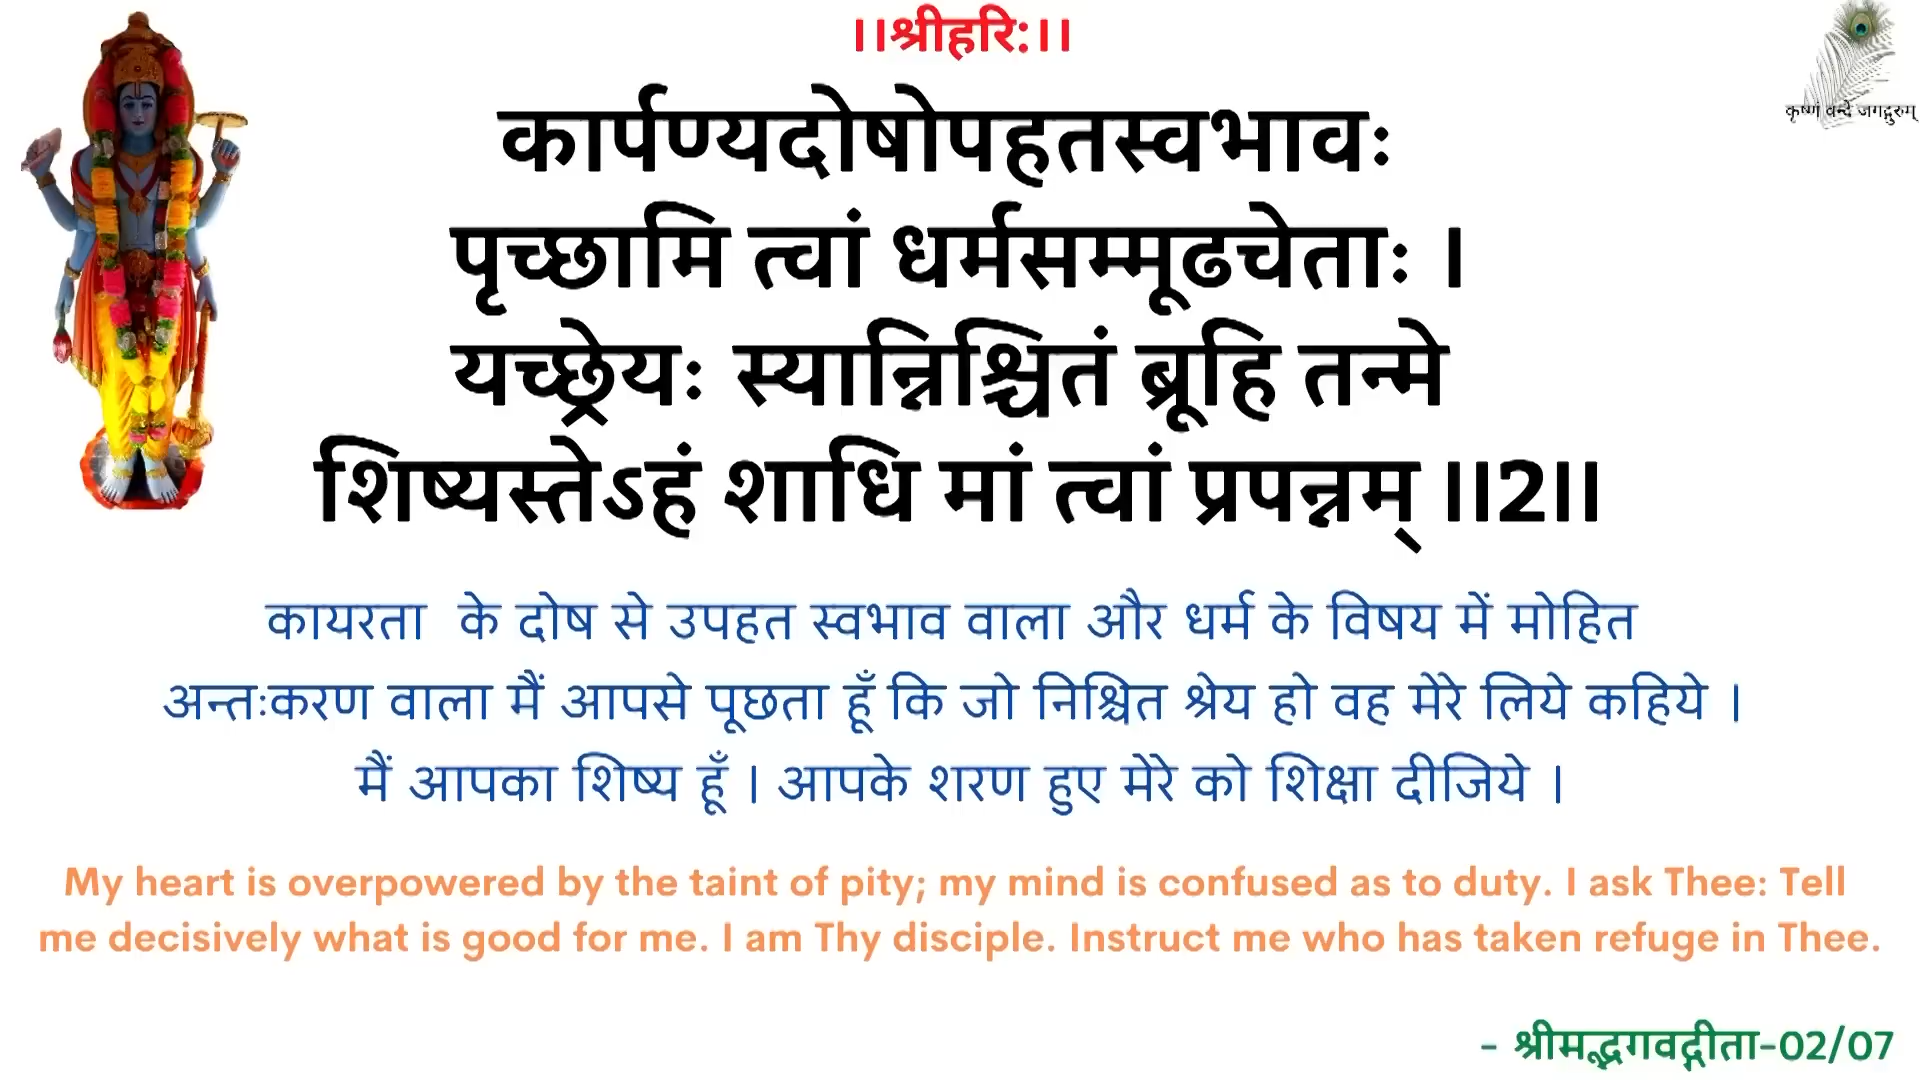 ।।श्रीहरि:।।
कृष्णं वन्दे जगद्गुरुम्
कार्पण्यदोषोपहतस्वभावः
पृच्छामि त्वां धर्मसम्मूढचेताः ।
यच्छ्रेयः स्यान्निश्चितं ब्रूहि तन्मे
शिष्यस्तेऽहं शाधि मां त्वां प्रपन्नम् ।।2।।
कायरता के दोष से उपहत स्वभाव वाला और धर्म के विषय में मोहित
अन्तःकरण वाला मैं आपसे पूछता हूँ कि जो निश्चित श्रेय हो वह मेरे लिये कहिये ।
मैं आपका शिष्य हूँ । आपके शरण हुए मेरे को शिक्षा दीजिये ।
My heart is overpowered by the taint of pity; my mind is confused as to duty. I ask Thee: Tell
me decisively what is good for me. I am Thy disciple. Instruct me who has taken refuge in Thee.
- श्रीमद्भगवद्गीता-02/07